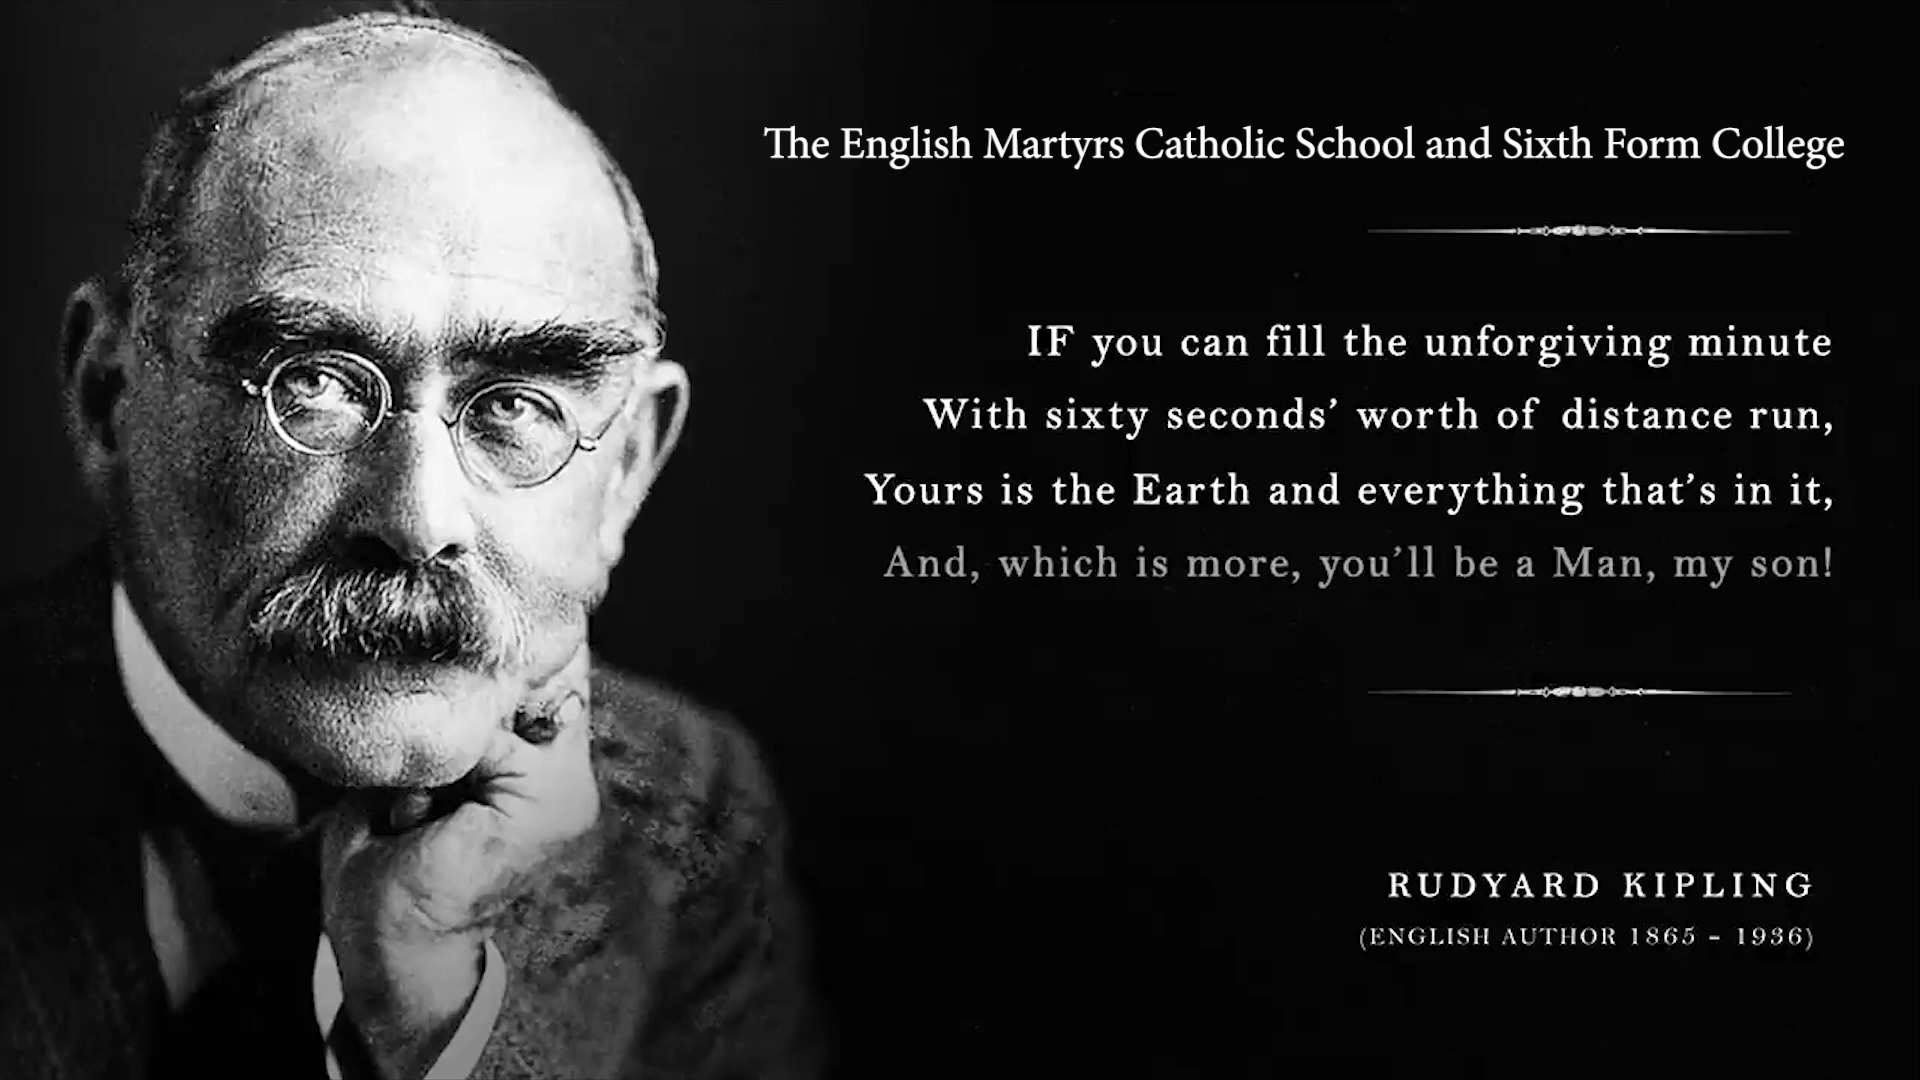 The English Martyrs Catholic School and Sixth Form College
IF you can fill the unforgiving minute
With sixty seconds’ worth of distance run,
Yours is the Earth and everything that’s in it,
And, which is more, you’ll be a Man, my son!
RUDYARD KIPLING
(ENGLISH AUTHOR 1865 – 1936)